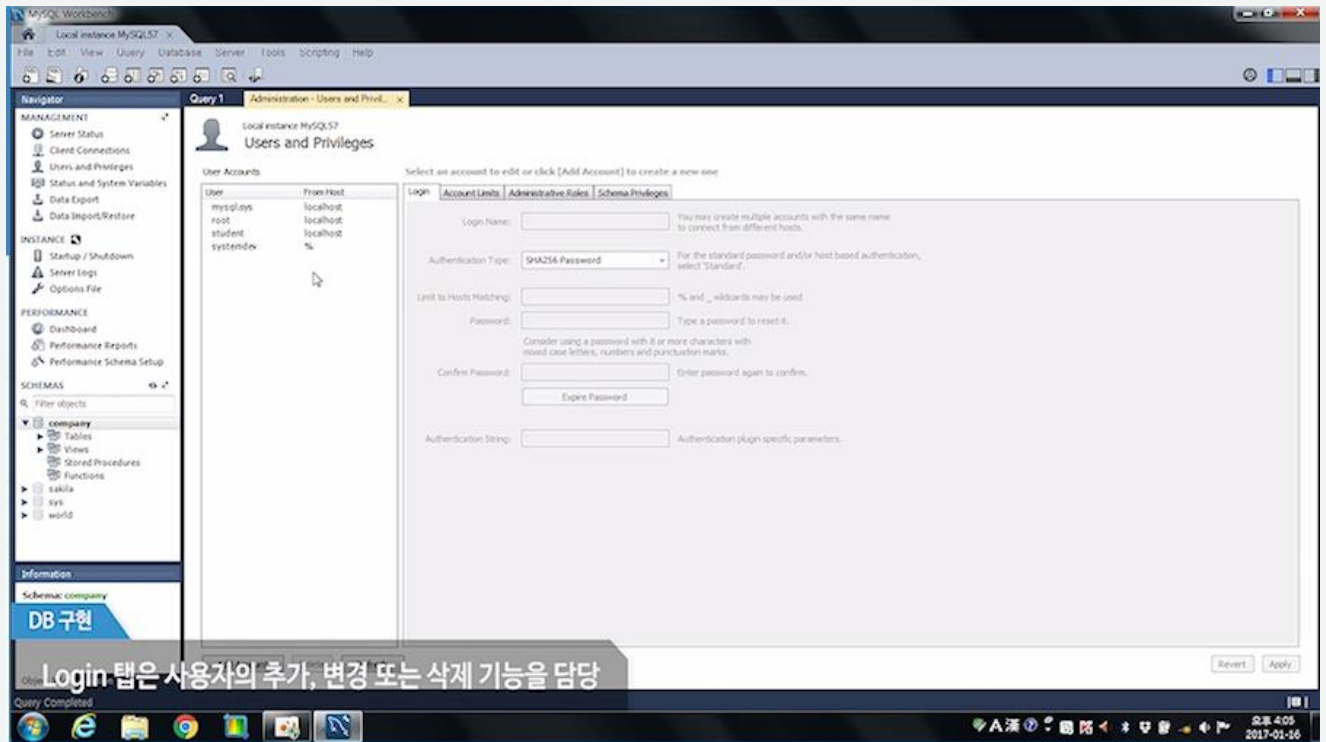 MySQL Workbench
Local instance MySQL57 ×
File Edit View Query Database Server Tools Scripting Help
Navigator
Query 1 Administration - Users and Privil... ×
MANAGEMENT
Server Status
Client Connections
Users and Privileges
Status and System Variables
Data Export
Data Import/Restore
INSTANCE
Startup / Shutdown
Server Logs
Options File
PERFORMANCE
Dashboard
Performance Reports
Performance Schema Setup
SCHEMAS
Filter objects
company
Tables
Views
Stored Procedures
Functions
sakila
sys
world
Information
Schema: company
Local instance MySQL57
Users and Privileges
User Accounts
User From Host
mysql.sys localhost
root localhost
student localhost
systemdev %
Select an account to edit or click [Add Account] to create a new one
Login Account Limits Administrative Roles Schema Privileges
Login Name: You may create multiple accounts with the same name
to connect from different hosts.
Authentication Type: SHA256 Password For the standard password and/or host based authentication,
select 'Standard'.
Limit to Hosts Matching: % and _ wildcards may be used
Password: Type a password to reset it.
Consider using a password with 8 or more characters with
mixed case letters, numbers and punctuation marks.
Confirm Password: Enter password again to confirm.
Expire Password
Authentication String: Authentication plugin specific parameters.
Revert Apply
DB 구현
Login 탭은 사용자의 추가, 변경 또는 삭제 기능을 담당
Query Completed
A 漢
오후 4:05
2017-01-16